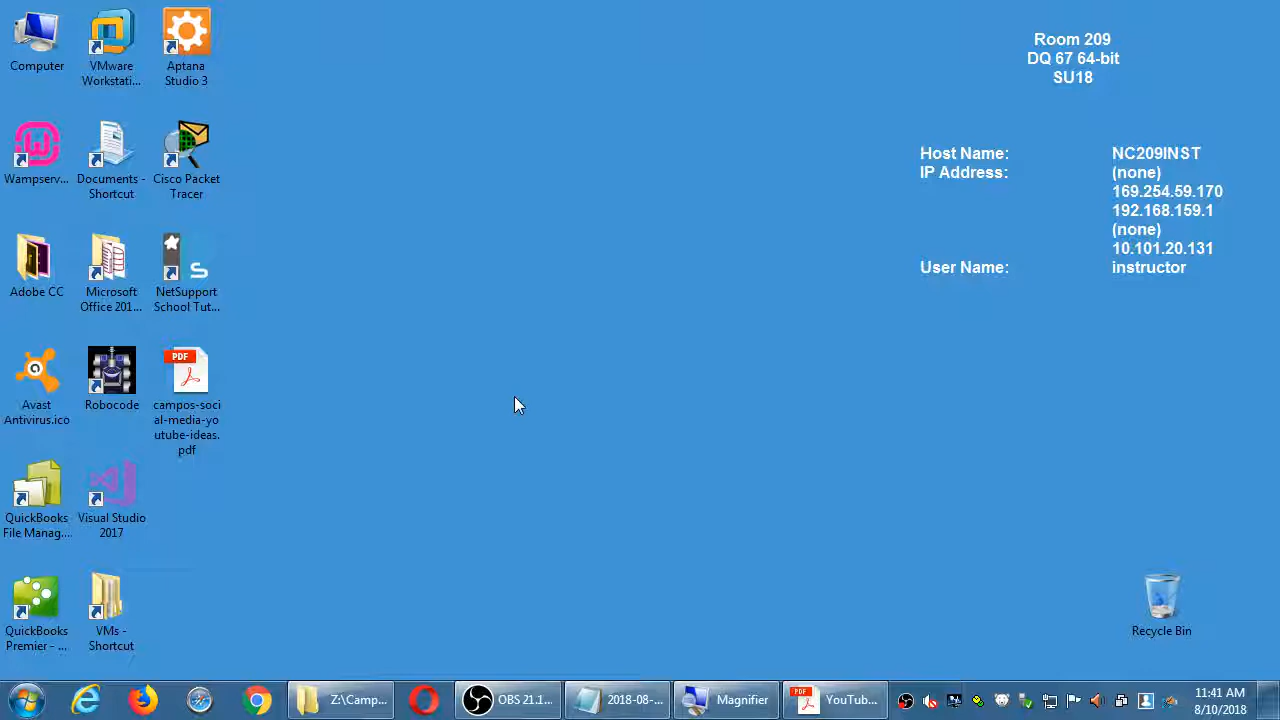 Room 209
DQ 67 64-bit
SU18
Host Name: NC209INST
IP Address: (none)
169.254.59.170
192.168.159.1
(none)
10.101.20.131
User Name: instructor
Computer
VMware
Workstati...
Aptana
Studio 3
Wampserv...
Documents -
Shortcut
Cisco Packet
Tracer
Adobe CC
Microsoft
Office 201...
NetSupport
School Tut...
Avast
Antivirus.ico
Robocode
PDF
campos-soci
al-media-yo
utube-ideas.
pdf
QuickBooks
File Manag...
Visual Studio
2017
QuickBooks
Premier - ...
VMs -
Shortcut
Recycle Bin
Z:\Camp...
OBS 21.1...
2018-08-...
Magnifier
PDF
YouTub...
11:41 AM
8/10/2018